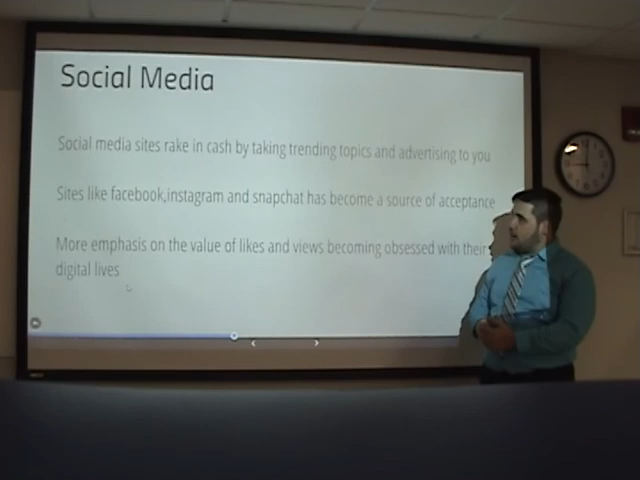 Social Media
Social media sites rake in cash by taking trending topics and advertising to you
Sites like facebook,instagram and snapchat has become a source of acceptance
More emphasis on the value of likes and views becoming obsessed with their
digital lives